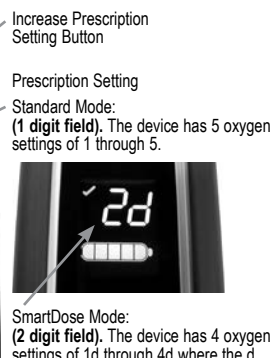 Increase Prescription
Setting Button
Prescription Setting
Standard Mode:
(1 digit field). The device has 5 oxygen
settings of 1 through 5.
2d
SmartDose Mode:
(2 digit field). The device has 4 oxygen
settings of 1d through 4d where the d